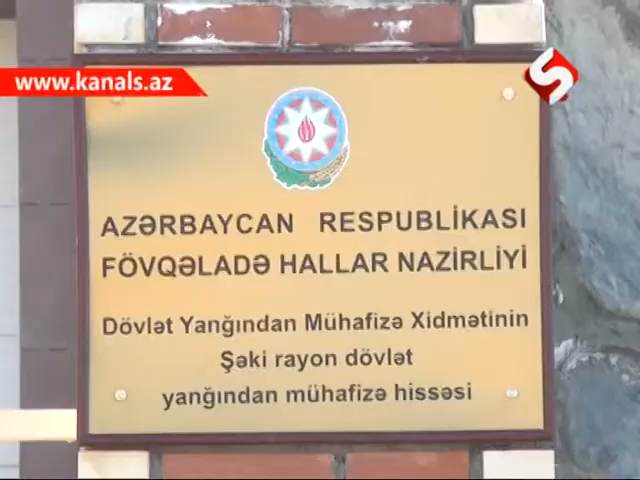 www.kanals.az
S
AZƏRBAYCAN RESPUBLİKASI
FÖVQƏLADƏ HALLAR NAZİRLİYİ
Dövlət Yanğından Mühafizə Xidmətinin
Şəki rayon dövlət
yanğından mühafizə hissəsi